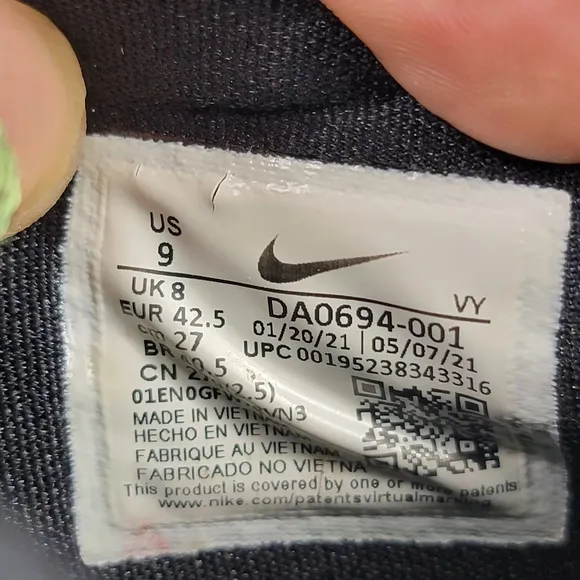 US
9
VY
UK 8
DA0694-001
EUR 42.5
01/20/21 | 05/07/21
cm 27
UPC 00195238343316
BR
CN
MADE IN
HECHO EN VIETNAM
FABRIQUE AU VIETNAM
FABRICADO NO VIETNA
This product is covered by one or more patents
www.nike.com/patentsvirtualmarking